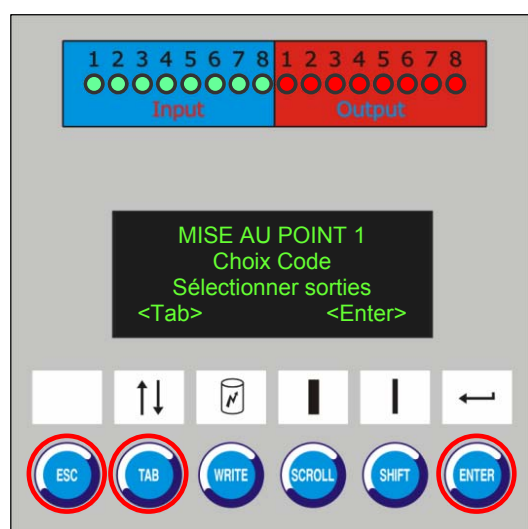 1 2 3 4 5 6 7 8 1 2 3 4 5 6 7 8
Input Output
MISE AU POINT 1
Choix Code
Sélectionner sorties
<Tab> <Enter>
ESC TAB WRITE SCROLL SHIFT ENTER